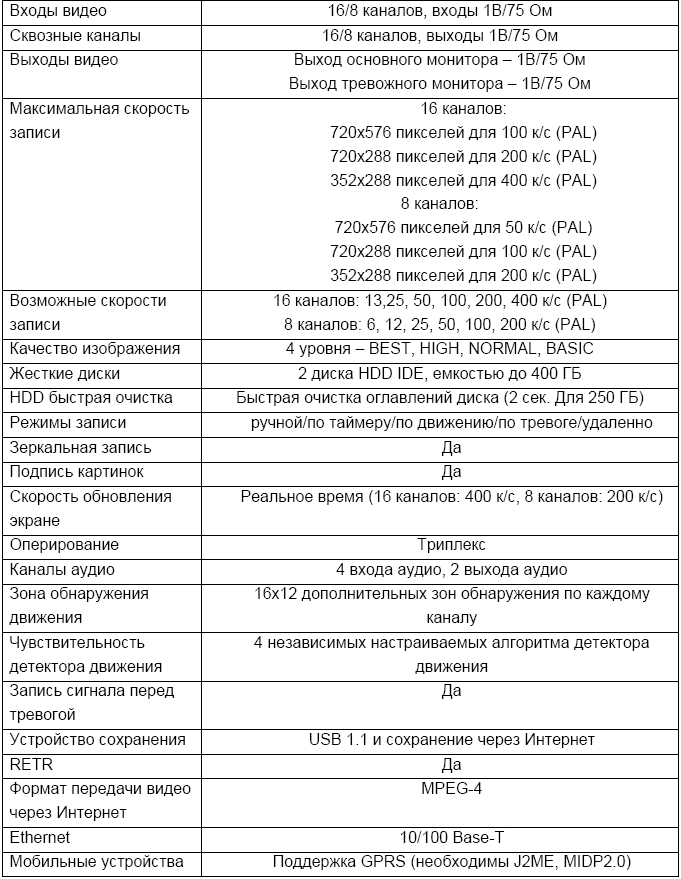 Входы видео 16/8 каналов, входы 1В/75 Ом
Сквозные каналы 16/8 каналов, выходы 1В/75 Ом
Выходы видео Выход основного монитора – 1В/75 Ом
Выход тревожного монитора – 1В/75 Ом
Максимальная скорость 16 каналов:
записи 720х576 пикселей для 100 к/с (PAL)
720х288 пикселей для 200 к/с (PAL)
352х288 пикселей для 400 к/с (PAL)
8 каналов:
720х576 пикселей для 50 к/с (PAL)
720х288 пикселей для 100 к/с (PAL)
352х288 пикселей для 200 к/с (PAL)
Возможные скорости 16 каналов: 13,25, 50, 100, 200, 400 к/с (PAL)
записи 8 каналов: 6, 12, 25, 50, 100, 200 к/с (PAL)
Качество изображения 4 уровня – BEST, HIGH, NORMAL, BASIC
Жесткие диски 2 диска HDD IDE, емкостью до 400 ГБ
HDD быстрая очистка Быстрая очистка оглавлений диска (2 сек. Для 250 ГБ)
Режимы записи ручной/по таймеру/по движению/по тревоге/удаленно
Зеркальная запись Да
Подпись картинок Да
Скорость обновления Реальное время (16 каналов: 400 к/с, 8 каналов: 200 к/с)
экране
Оперирование Триплекс
Каналы аудио 4 входа аудио, 2 выхода аудио
Зона обнаружения 16х12 дополнительных зон обнаружения по каждому
движения каналу
Чувствительность 4 независимых настраиваемых алгоритма детектора
детектора движения движения
Запись сигнала перед Да
тревогой
Устройство сохранения USB 1.1 и сохранение через Интернет
RETR Да
Формат передачи видео MPEG-4
через Интернет
Ethernet 10/100 Base-T
Мобильные устройства Поддержка GPRS (необходимы J2ME, MIDP2.0)